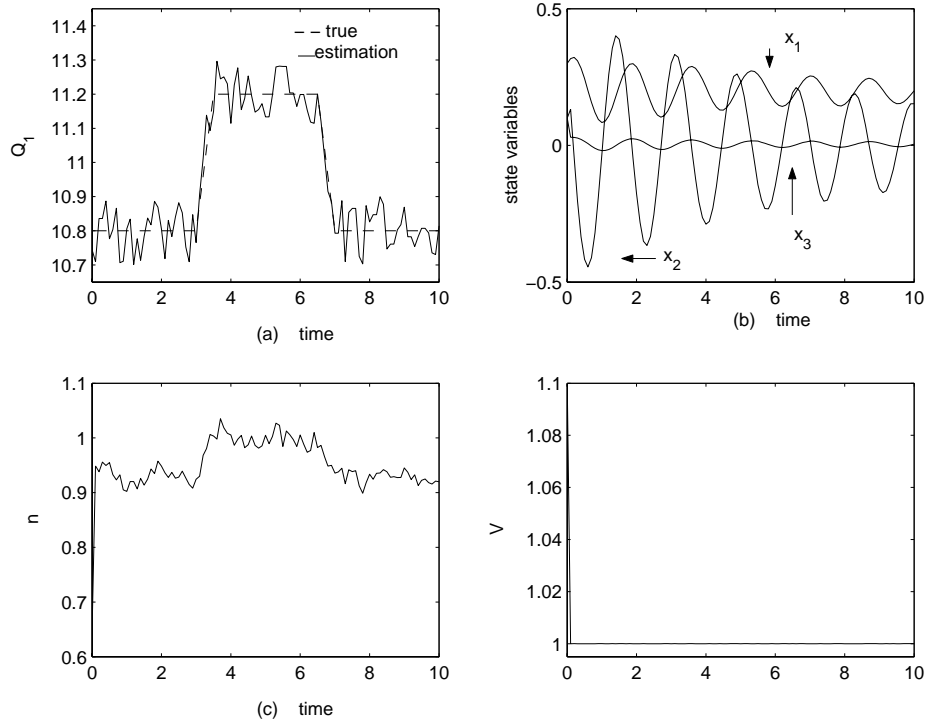 11.4
11.3
11.2
11.1
11
10.9
10.8
10.7
Q1
true
estimation
0 2 4 6 8 10
(a) time
0.5
0
−0.5
state variables
x1
x2
x3
0 2 4 6 8 10
(b) time
1.1
1
0.9
0.8
0.7
0.6
n
0 2 4 6 8 10
(c) time
1.1
1.08
1.06
1.04
1.02
1
V
0 2 4 6 8 10